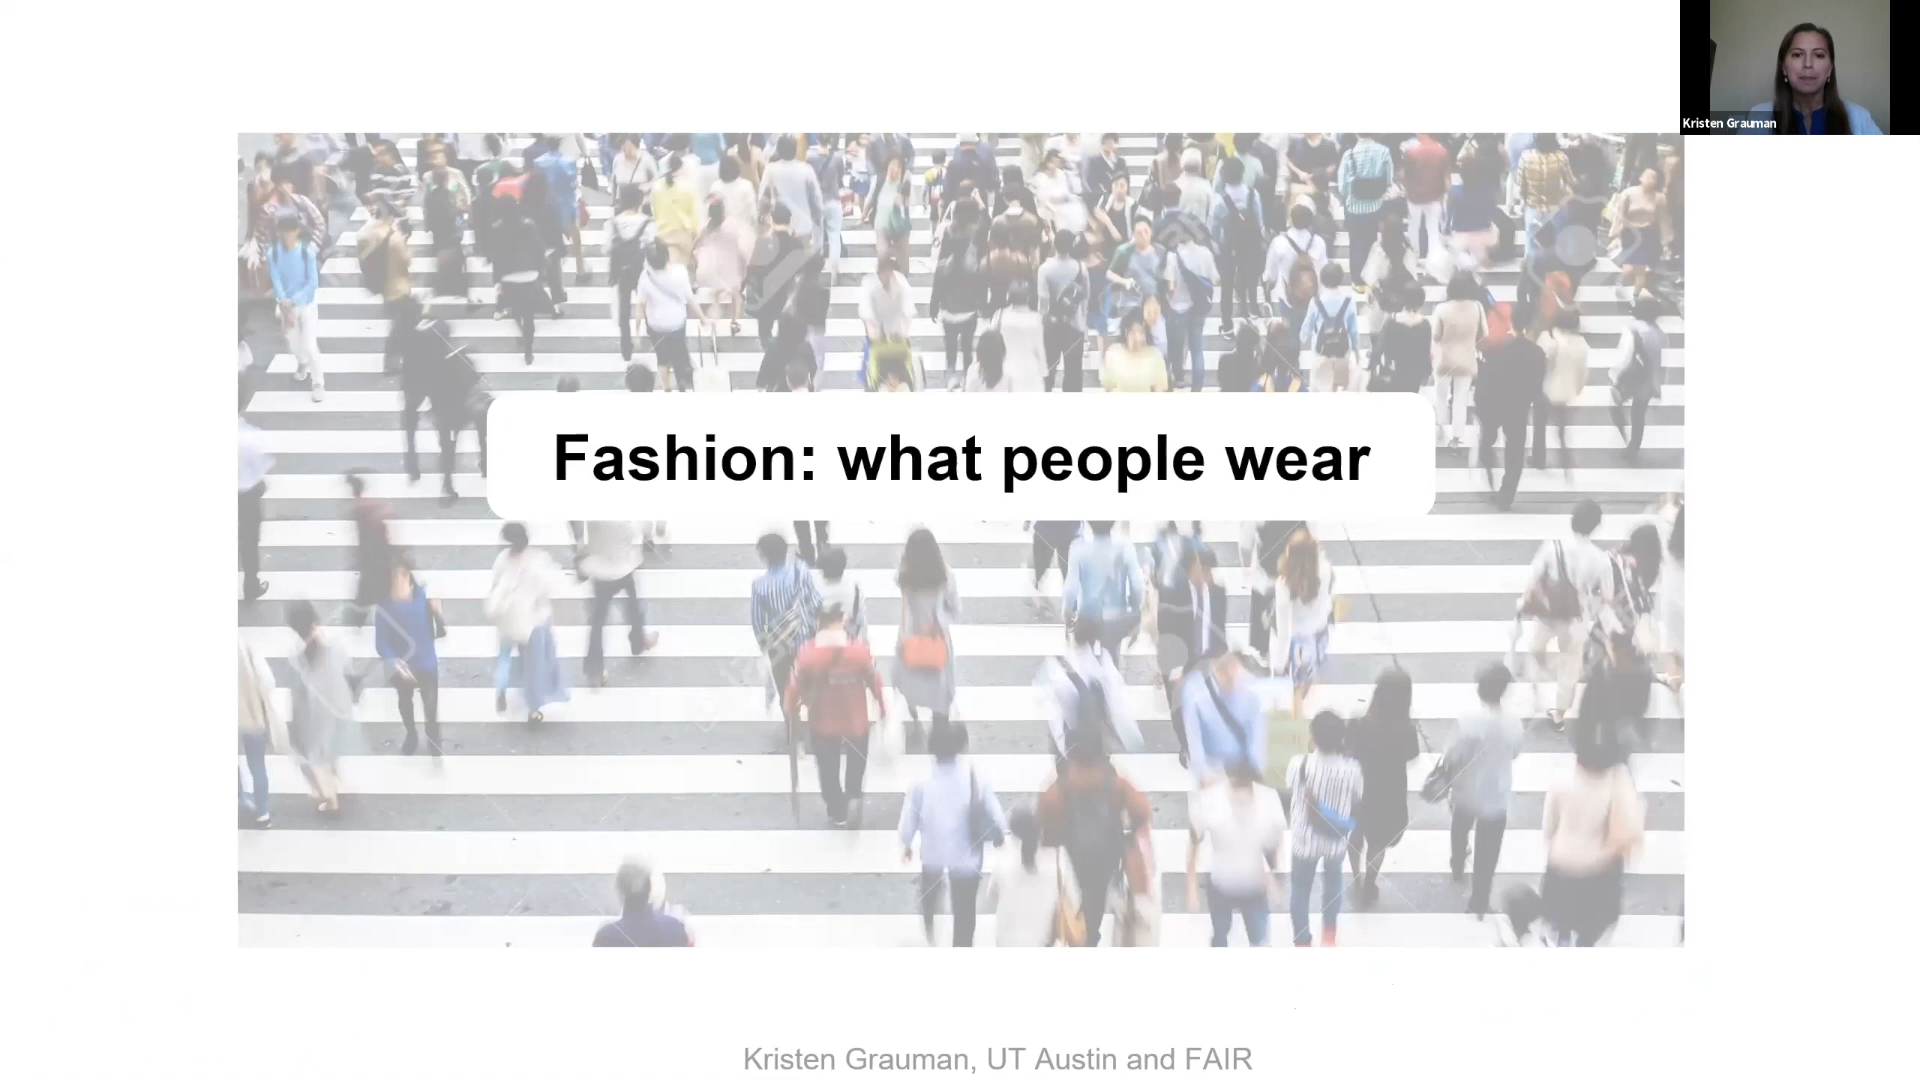 Kristen Grauman
Fashion: what people wear
Kristen Grauman, UT Austin and FAIR